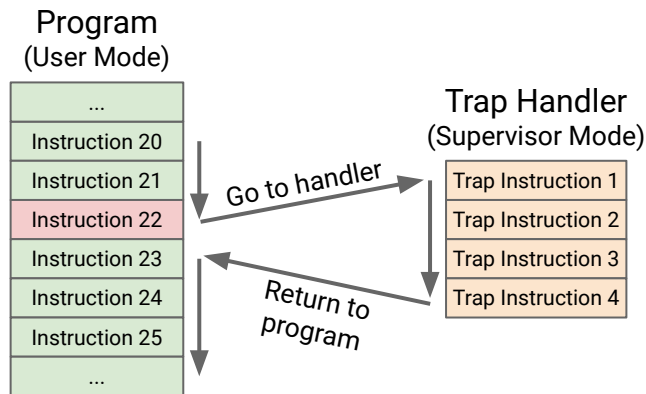 Program
(User Mode)
...
Instruction 20
Instruction 21
Instruction 22
Instruction 23
Instruction 24
Instruction 25
...
Go to handler
Return to
program
Trap Handler
(Supervisor Mode)
Trap Instruction 1
Trap Instruction 2
Trap Instruction 3
Trap Instruction 4